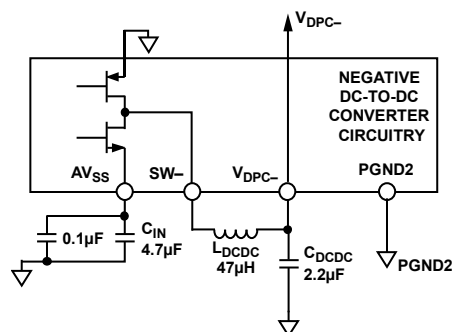 V_DPC–
NEGATIVE
DC-TO-DC
CONVERTER
CIRCUITRY
AV_SS
SW–
V_DPC–
PGND2
0.1µF
C_IN
4.7µF
L_DCDC
47µH
C_DCDC
2.2µF
PGND2